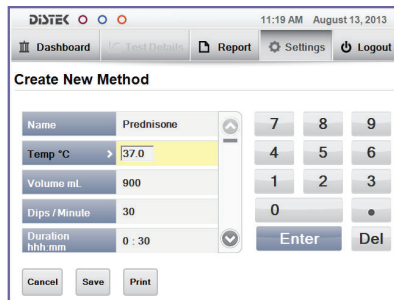 DISTEK
11:19 AM August 13, 2013
Dashboard Test Details Report Settings Logout
Create New Method
Name Prednisone
Temp °C 37.0
Volume mL 900
Dips / Minute 30
Duration
hhh:mm 0 : 30
7 8 9
4 5 6
1 2 3
0 .
Enter Del
Cancel Save Print